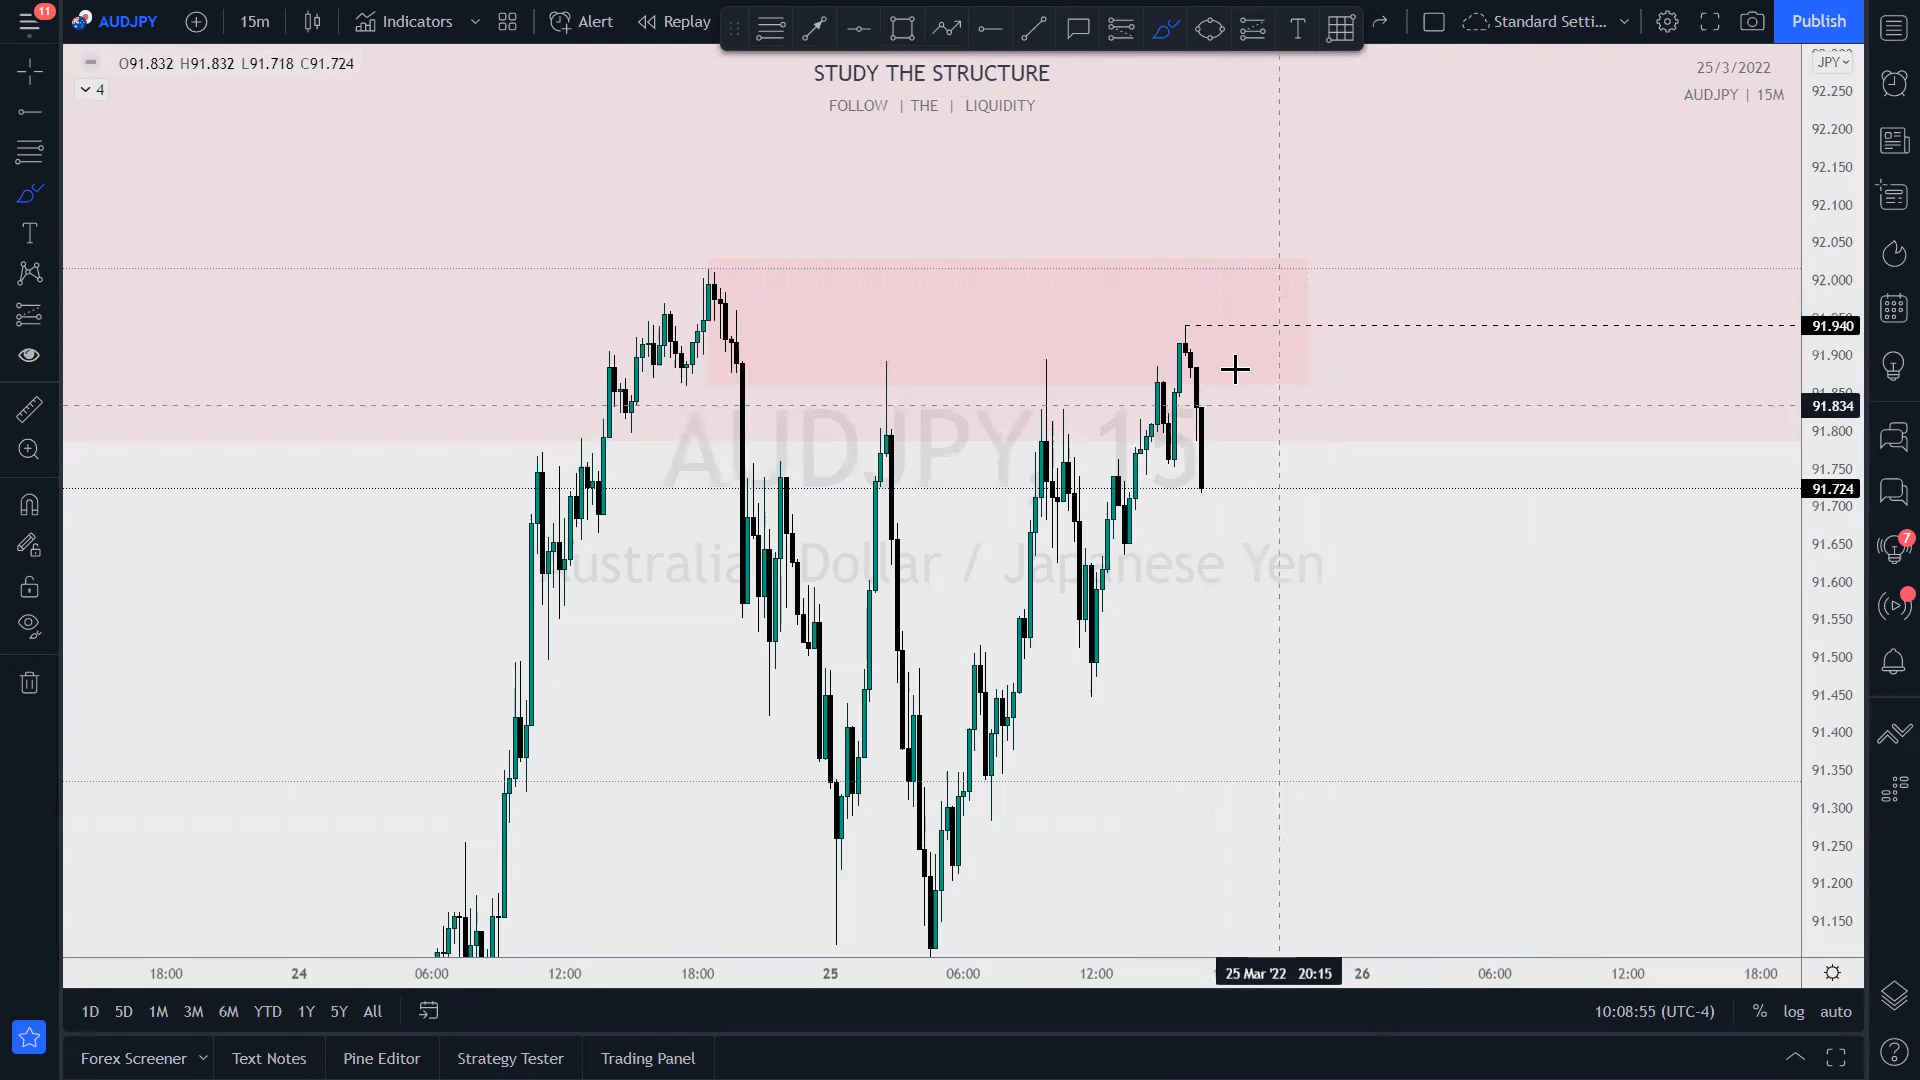 11
AUDJPY
15m
Indicators
Alert
Replay
Standard Setti...
Publish
O91.832 H91.832 L91.718 C91.724
4
STUDY THE STRUCTURE
FOLLOW | THE | LIQUIDITY
25/3/2022
AUDJPY | 15M
JPY
92.250
92.200
92.150
92.100
92.050
92.000
91.940
91.900
91.850
91.834
91.800
91.750
91.724
91.700
91.650
91.600
91.550
91.500
91.450
91.400
91.350
91.300
91.250
91.200
91.150
AUDJPY, 15
Australian Dollar / Japanese Yen
7
18:00
24
06:00
12:00
18:00
25
06:00
12:00
25 Mar '22 20:15
26
06:00
12:00
18:00
1D 5D 1M 3M 6M YTD 1Y 5Y All
10:08:55 (UTC-4)
% log auto
Forex Screener
Text Notes
Pine Editor
Strategy Tester
Trading Panel